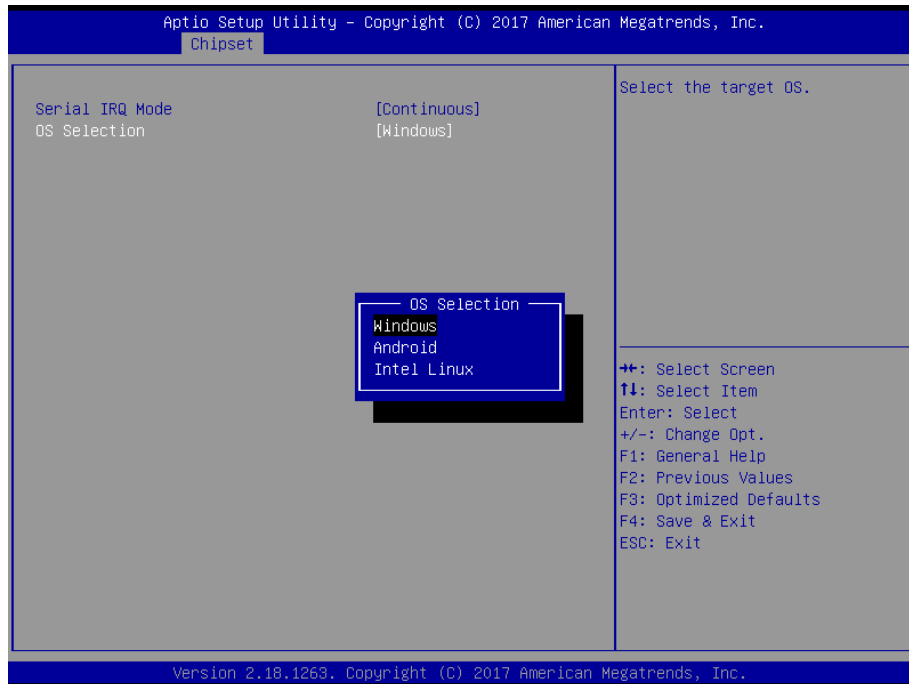 Aptio Setup Utility – Copyright (C) 2017 American Megatrends, Inc.
Chipset
Serial IRQ Mode [Continuous]
OS Selection [Windows]
Select the target OS.
OS Selection
Windows
Android
Intel Linux
→←: Select Screen
↑↓: Select Item
Enter: Select
+/-: Change Opt.
F1: General Help
F2: Previous Values
F3: Optimized Defaults
F4: Save & Exit
ESC: Exit
Version 2.18.1263. Copyright (C) 2017 American Megatrends, Inc.